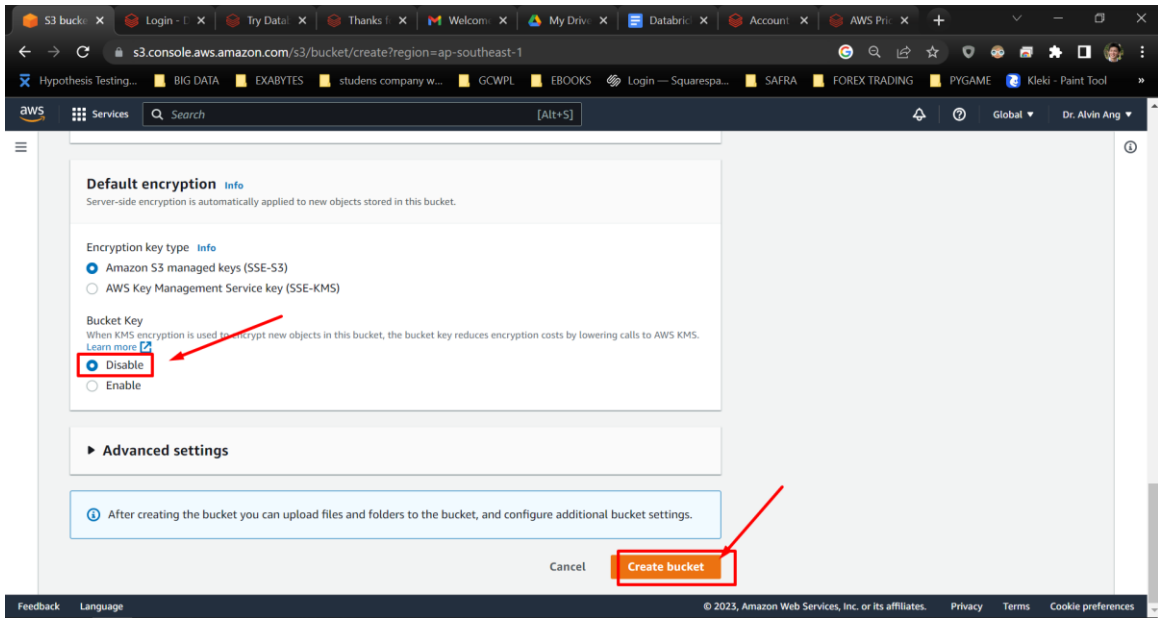 S3 bucke
Login - D
Try Datal
Thanks f
Welcome
My Drive
Databric
Account
AWS Pric
s3.console.aws.amazon.com/s3/bucket/create?region=ap-southeast-1
Hypothesis Testing...
BIG DATA
EXABYTES
studens company w...
GCWPL
EBOOKS
Login — Squarespa...
SAFRA
FOREX TRADING
PYGAME
Kleki - Paint Tool
»
aws
Services
Search
[Alt+S]
Global
Dr. Alvin Ang
Default encryption Info
Server-side encryption is automatically applied to new objects stored in this bucket.
Encryption key type Info
Amazon S3 managed keys (SSE-S3)
AWS Key Management Service key (SSE-KMS)
Bucket Key
When KMS encryption is used to encrypt new objects in this bucket, the bucket key reduces encryption costs by lowering calls to AWS KMS.
Learn more
Disable
Enable
Advanced settings
After creating the bucket you can upload files and folders to the bucket, and configure additional bucket settings.
Cancel
Create bucket
Feedback
Language
© 2023, Amazon Web Services, Inc. or its affiliates.
Privacy
Terms
Cookie preferences